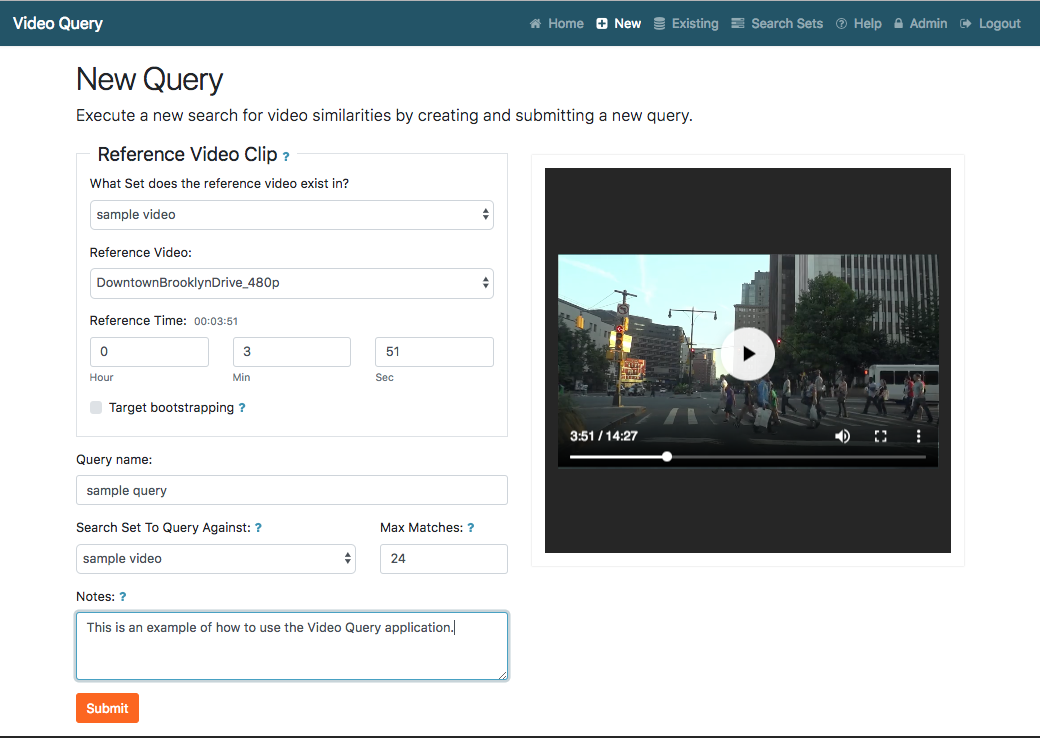 Video Query Home New Existing Search Sets ? Help Admin Logout
New Query
Execute a new search for video similarities by creating and submitting a new query.
Reference Video Clip ?
What Set does the reference video exist in?
sample video
Reference Video:
DowntownBrooklynDrive_480p
Reference Time: 00:03:51
0 3 51
Hour Min Sec
Target bootstrapping ?
3:51 / 14:27
Query name:
sample query
Search Set To Query Against: ? Max Matches: ?
sample video 24
Notes: ?
This is an example of how to use the Video Query application.
Submit